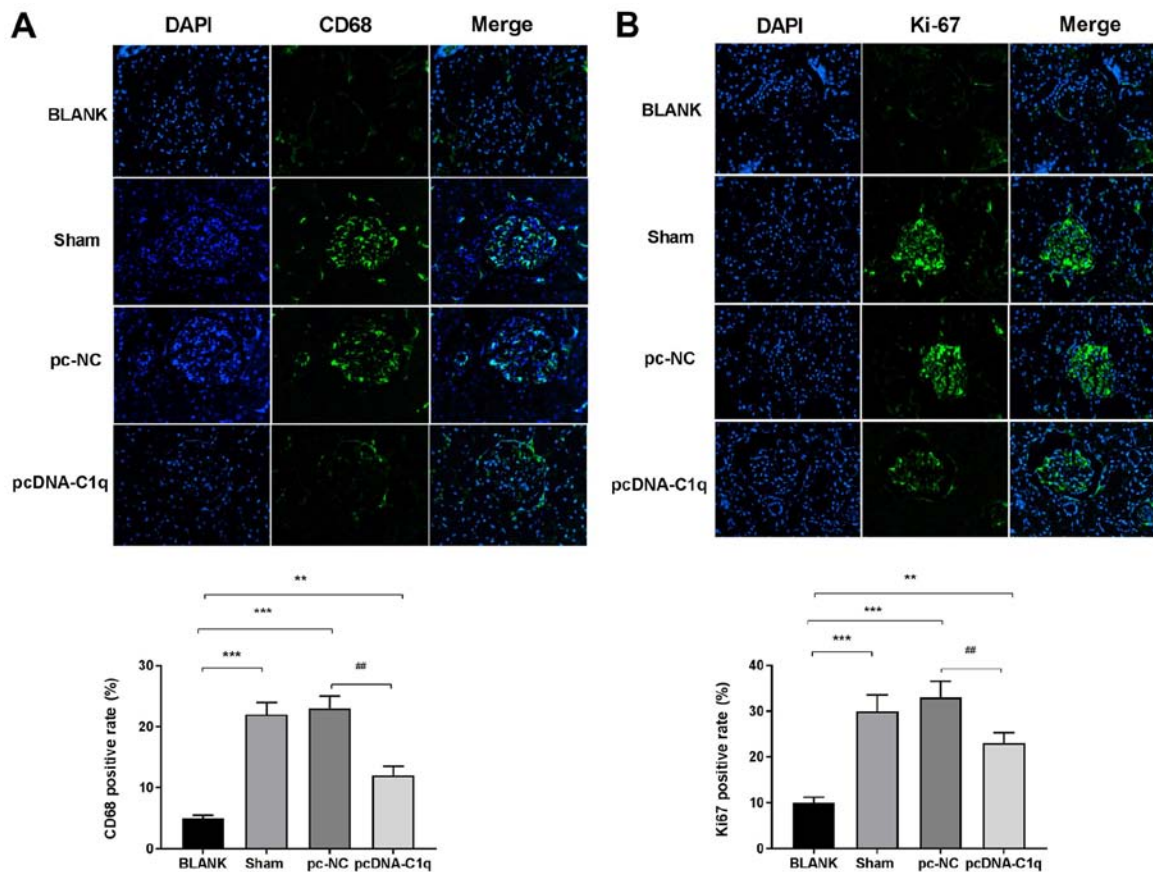 A
DAPI CD68 Merge
BLANK
Sham
pc-NC
pcDNA-C1q
**
***
***
##
30
20
10
0
CD68 positive rate (%)
BLANK Sham pc-NC pcDNA-C1q
B
DAPI Ki-67 Merge
BLANK
Sham
pc-NC
pcDNA-C1q
**
***
***
##
40
30
20
10
0
Ki67 positive rate (%)
BLANK Sham pc-NC pcDNA-C1q